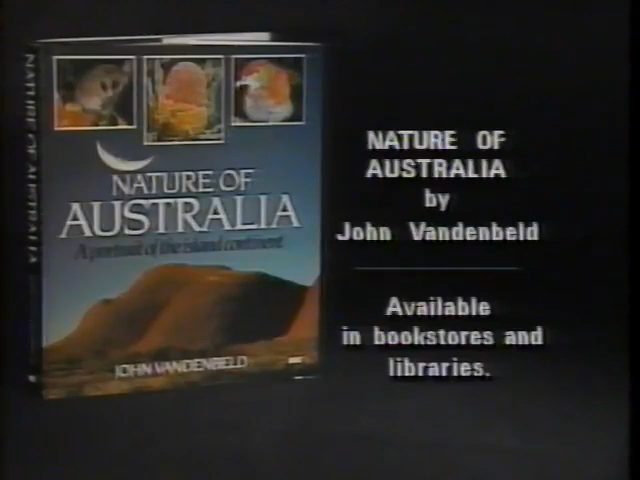 NATURE OF AUSTRALIA
NATURE OF
AUSTRALIA
A portrait of the island continent
JOHN VANDENBELD
NATURE OF
AUSTRALIA
by
John Vandenbeld
Available
in bookstores and
libraries.